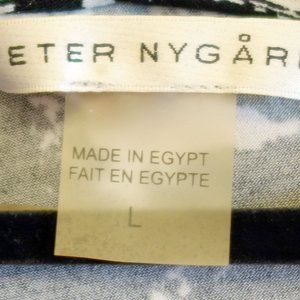 ETER NYGÅR
MADE IN EGYPT
FAIT EN EGYPTE
L